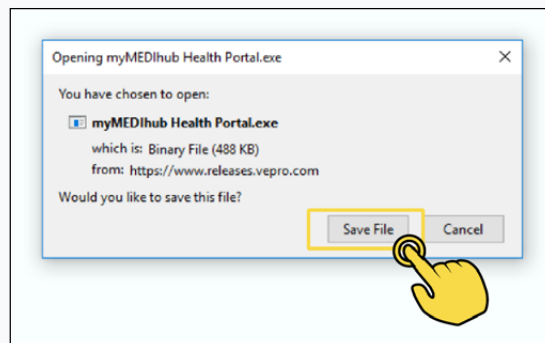 Opening myMEDIhub Health Portal.exe
You have chosen to open:
myMEDIhub Health Portal.exe
which is: Binary File (488 KB)
from: https://www.releases.vepro.com
Would you like to save this file?
Save File Cancel